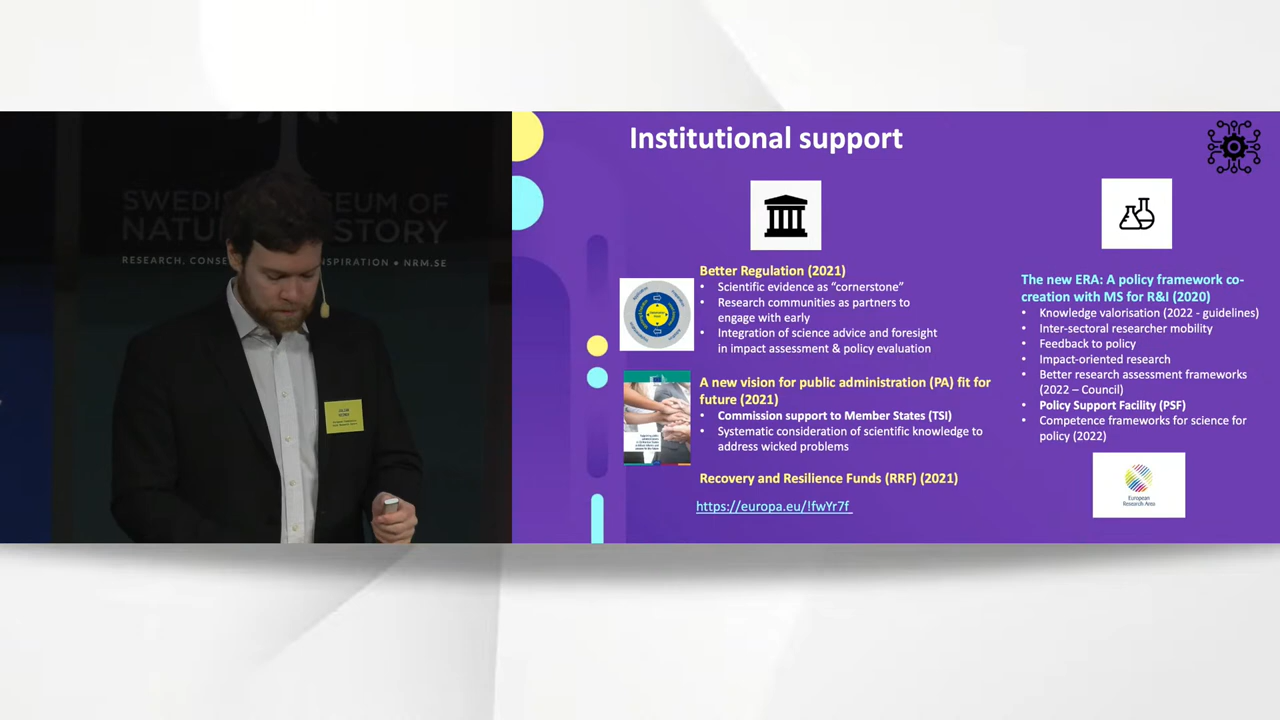 SWEDISH MUSEUM OF
NATURAL HISTORY
RESEARCH, CONSE NSPIRATION • NRM.SE
Institutional support
Better Regulation (2021)
• Scientific evidence as “cornerstone”
• Research communities as partners to
engage with early
• Integration of science advice and foresight
in impact assessment & policy evaluation
A new vision for public administration (PA) fit for
future (2021)
• Commission support to Member States (TSI)
• Systematic consideration of scientific knowledge to
address wicked problems
Recovery and Resilience Funds (RRF) (2021)
https://europa.eu/!fwYr7f
The new ERA: A policy framework co-
creation with MS for R&I (2020)
• Knowledge valorisation (2022 - guidelines)
• Inter-sectoral researcher mobility
• Feedback to policy
• Impact-oriented research
• Better research assessment frameworks
(2022 – Council)
• Policy Support Facility (PSF)
• Competence frameworks for science for
policy (2022)
European
Research Area